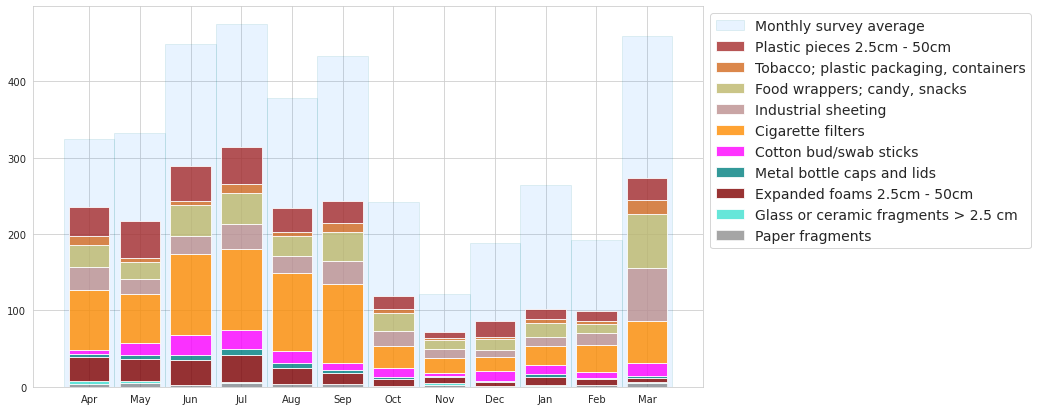 400
300
200
100
0
Apr May Jun Jul Aug Sep Oct Nov Dec Jan Feb Mar
Monthly survey average
Plastic pieces 2.5cm - 50cm
Tobacco; plastic packaging, containers
Food wrappers; candy, snacks
Industrial sheeting
Cigarette filters
Cotton bud/swab sticks
Metal bottle caps and lids
Expanded foams 2.5cm - 50cm
Glass or ceramic fragments > 2.5 cm
Paper fragments